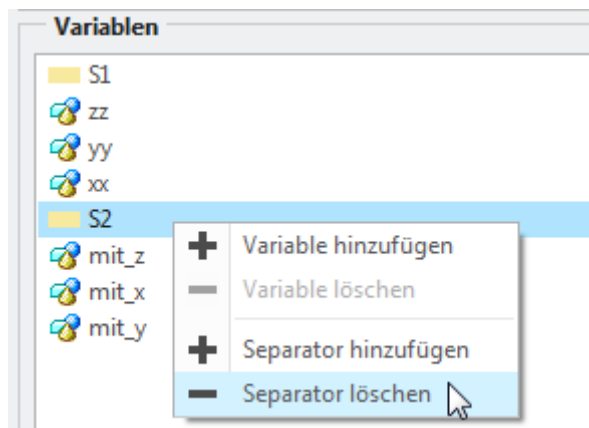 Variablen
S1
zz
yy
xx
S2
mit_z
mit_x
mit_y
Variable hinzufügen
Variable löschen
Separator hinzufügen
Separator löschen